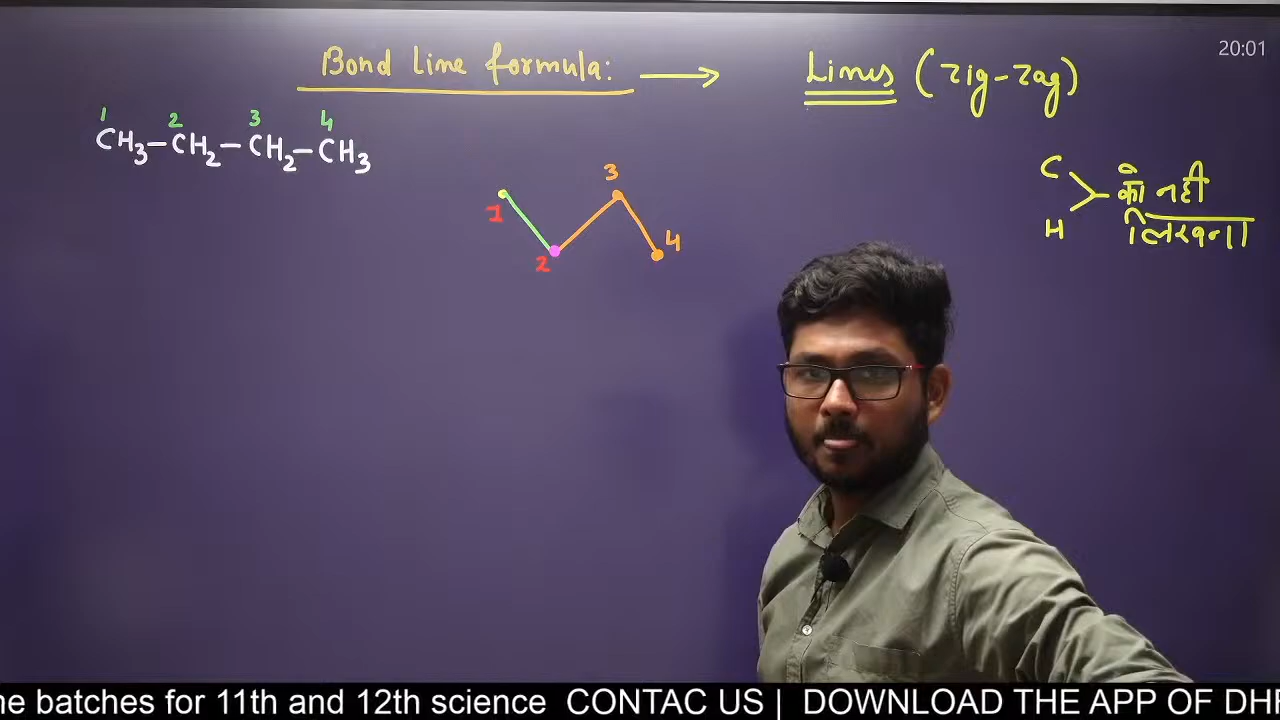 20:01
Bond Line formula: → Lines (zig-zag)
1 2 3 4
CH3-CH2-CH2-CH3
C
H
को नहीं
लिखना
3
1
4
2
ne batches for 11th and 12th science CONTAC US | DOWNLOAD THE APP OF DHR